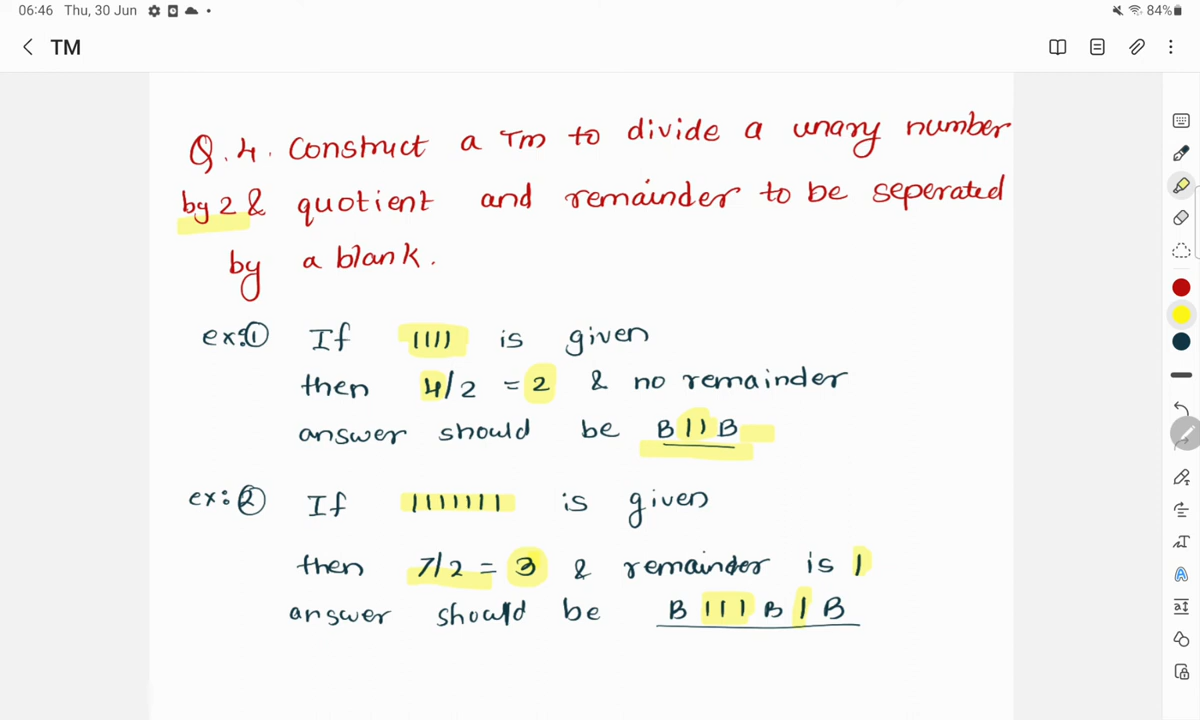 06:46 Thu, 30 Jun 84%
TM
Q.4. Construct a TM to divide a unary number
by 2 & quotient and remainder to be seperated
by a blank.
ex:① If 1111 is given
then 4/2 = 2 & no remainder
answer should be B11B
ex:② If 1111111 is given
then 7/2 = 3 & remainder is 1
answer should be B 111 B 1 B